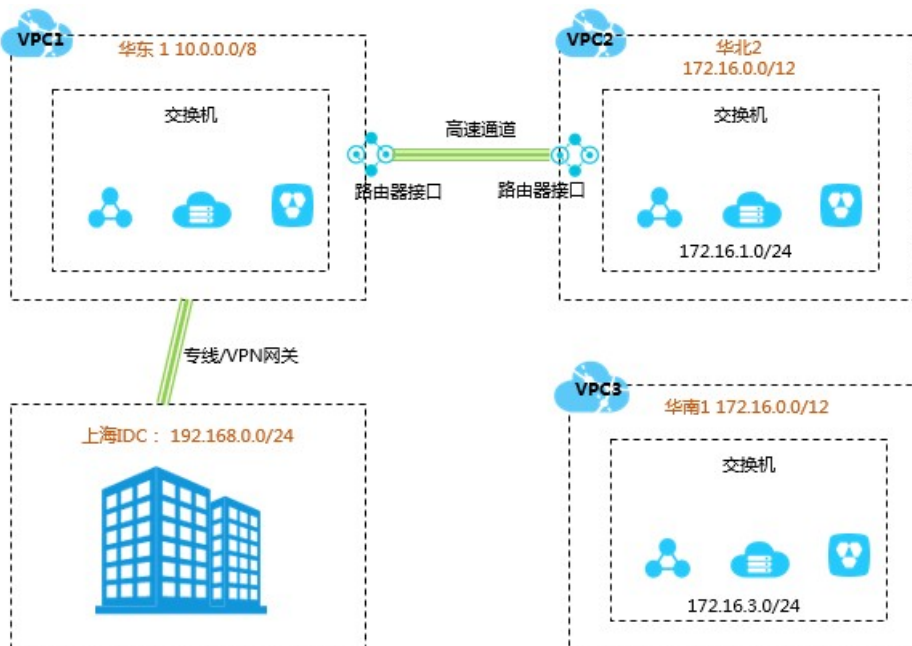 VPC1
华东 1 10.0.0.0/8
交换机
高速通道
路由器接口
路由器接口
VPC2
华北2
172.16.0.0/12
交换机
172.16.1.0/24
专线/VPN网关
上海IDC： 192.168.0.0/24
VPC3
华南1 172.16.0.0/12
交换机
172.16.3.0/24